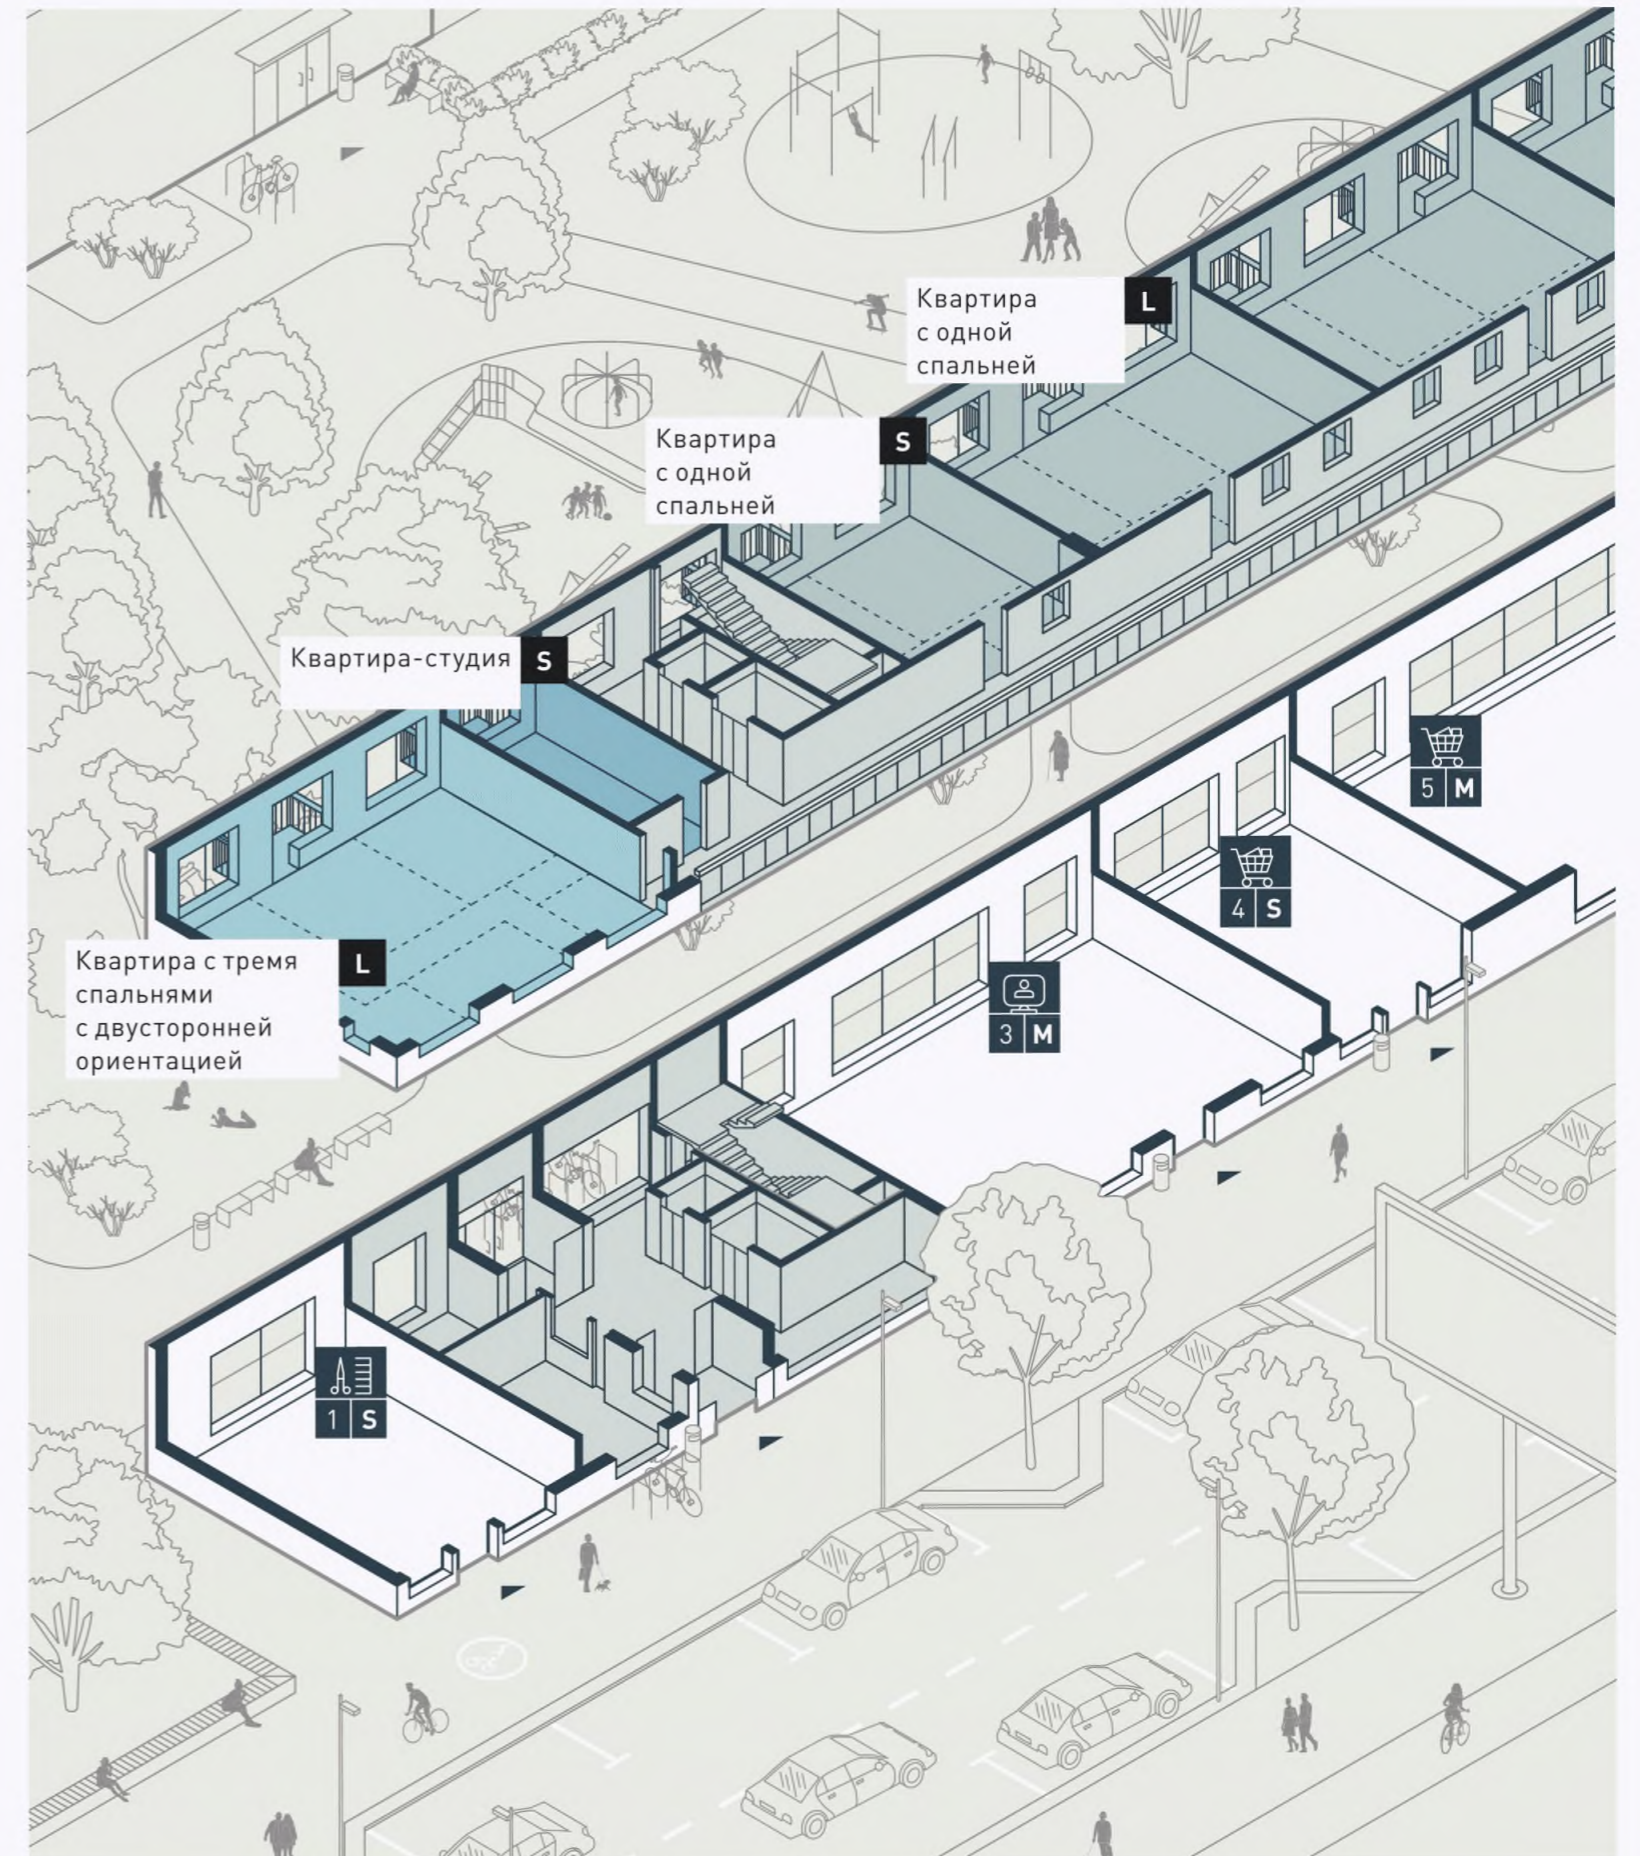 Квартира
с одной
спальней
L
Квартира
с одной
спальней
S
Квартира-студия
S
5 M
4 S
Квартира с тремя
спальнями
с двусторонней
ориентацией
L
3 M
1 S